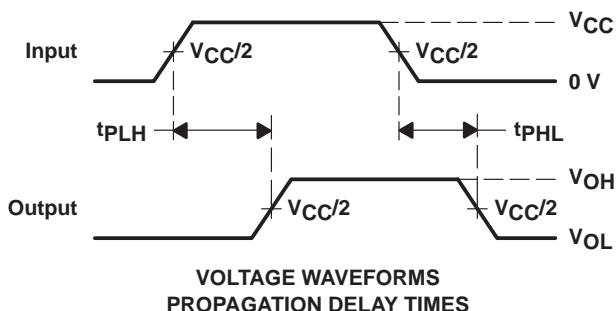 VCC
Input
VCC/2
VCC/2
0 V
tPLH
tPHL
VOH
Output
VCC/2
VCC/2
VOL
VOLTAGE WAVEFORMS
PROPAGATION DELAY TIMES